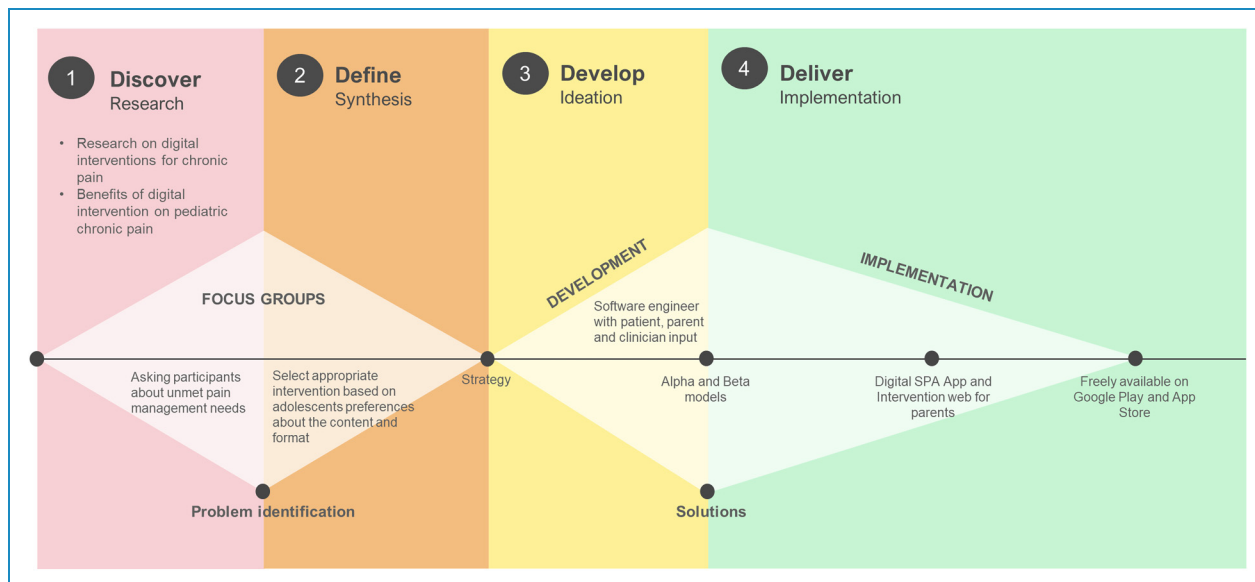 1
Discover
Research
• Research on digital
interventions for chronic
pain
• Benefits of digital
intervention on pediatric
chronic pain
2
Define
Synthesis
3
Develop
Ideation
4
Deliver
Implementation
FOCUS GROUPS
Asking participants
about unmet pain
management needs
Select appropriate
intervention based on
adolescents preferences
about the content and
format
Problem identification
Strategy
DEVELOPMENT
Software engineer
with patient, parent
and clinician input
Alpha and Beta
models
Solutions
IMPLEMENTATION
Digital SPA App and
Intervention web for
parents
Freely available on
Google Play and App
Store